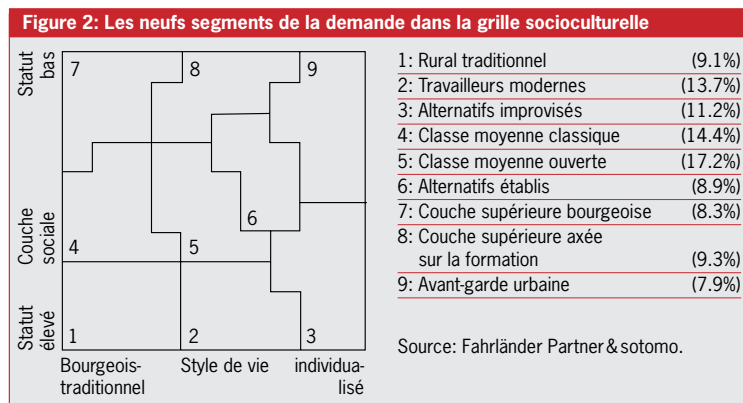 Figure 2: Les neufs segments de la demande dans la grille socioculturelle
Statut
bas
Couche
sociale
Statut
élevé
7
8
9
6
4
5
1
2
3
Bourgeois-
traditionnel
Style de vie
individua-
lisé
1: Rural traditionnel (9.1%)
2: Travailleurs modernes (13.7%)
3: Alternatifs improvisés (11.2%)
4: Classe moyenne classique (14.4%)
5: Classe moyenne ouverte (17.2%)
6: Alternatifs établis (8.9%)
7: Couche supérieure bourgeoise (8.3%)
8: Couche supérieure axée
sur la formation (9.3%)
9: Avant-garde urbaine (7.9%)
Source: Fahrländer Partner & sotomo.